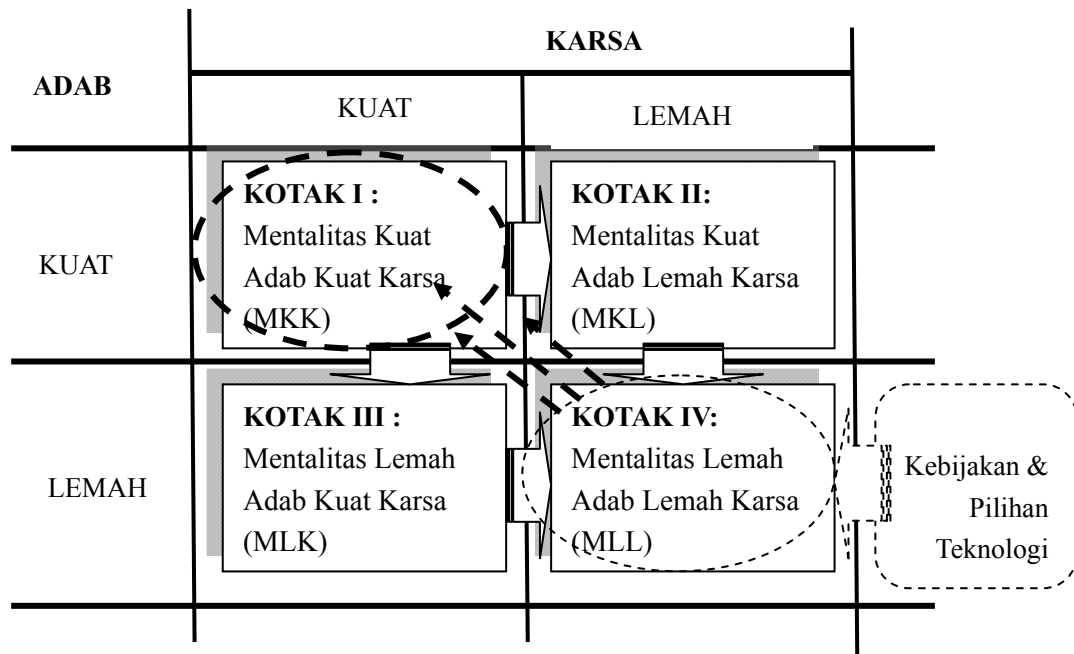 KARSA
ADAB
KUAT
LEMAH
KUAT
KOTAK I :
Mentalitas Kuat
Adab Kuat Karsa
(MKK)
KOTAK II:
Mentalitas Kuat
Adab Lemah Karsa
(MKL)
LEMAH
KOTAK III :
Mentalitas Lemah
Adab Kuat Karsa
(MLK)
KOTAK IV:
Mentalitas Lemah
Adab Lemah Karsa
(MLL)
Kebijakan &
Pilihan
Teknologi